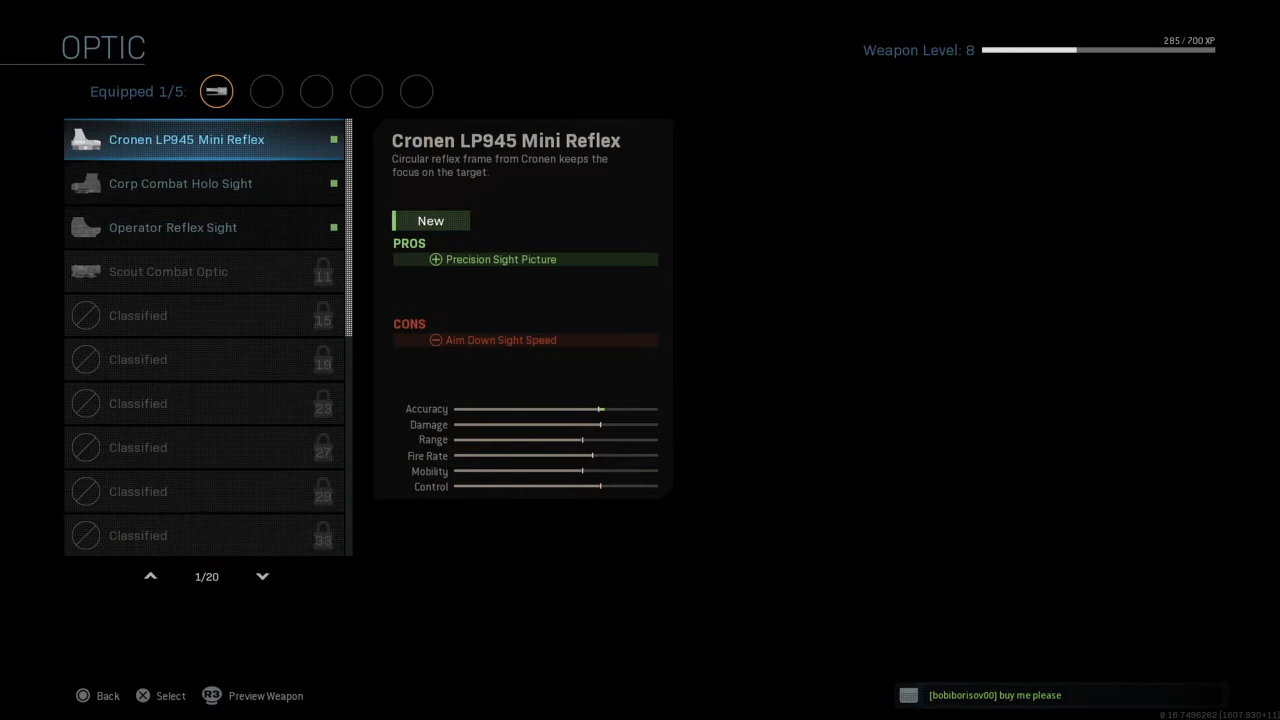 OPTIC
Weapon Level: 8
285 / 700 XP
Equipped 1/5:
Cronen LP945 Mini Reflex
Corp Combat Holo Sight
Operator Reflex Sight
Scout Combat Optic
11
Classified
15
Classified
19
Classified
23
Classified
27
Classified
29
Classified
33
1/20
Cronen LP945 Mini Reflex
Circular reflex frame from Cronen keeps the
focus on the target.
New
PROS
Precision Sight Picture
CONS
Aim Down Sight Speed
Accuracy
Damage
Range
Fire Rate
Mobility
Control
Back
Select
R3 Preview Weapon
[bobiborisov00] buy me please